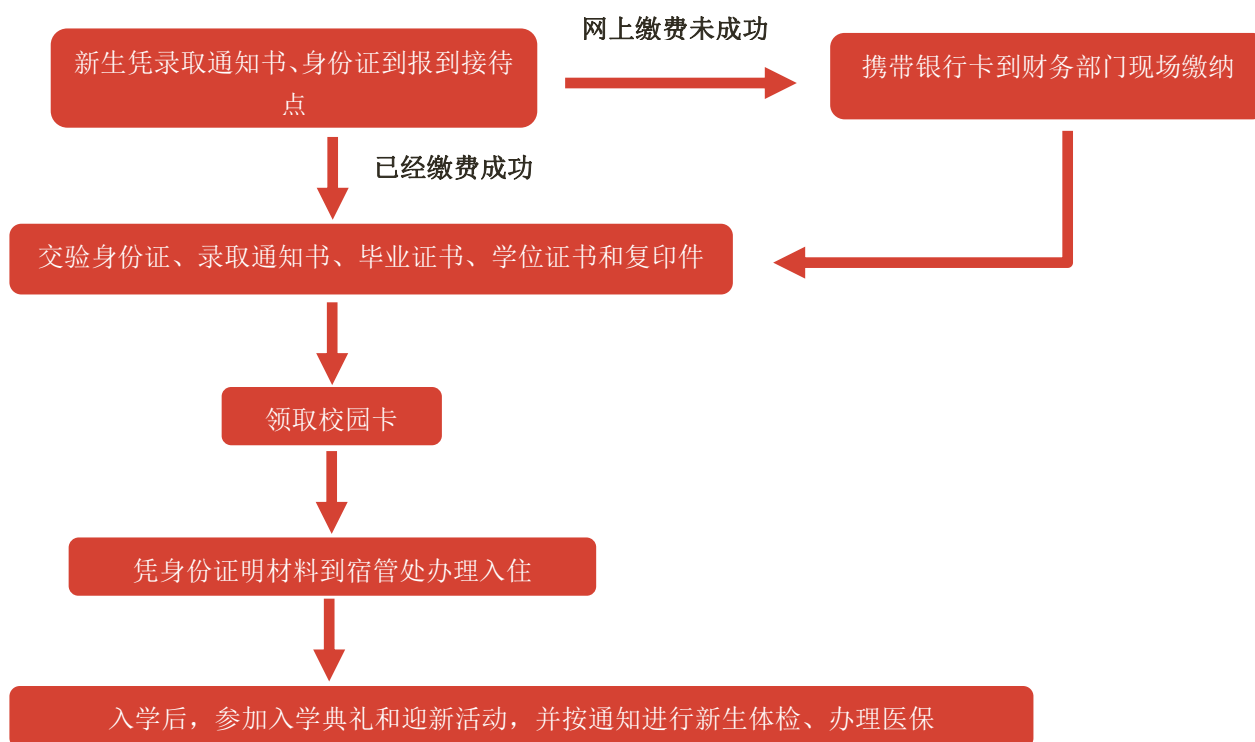 网上缴费未成功
新生凭录取通知书、身份证到报到接待
点
携带银行卡到财务部门现场缴纳
已经缴费成功
交验身份证、录取通知书、毕业证书、学位证书和复印件
领取校园卡
凭身份证明材料到宿管处办理入住
入学后，参加入学典礼和迎新活动，并按通知进行新生体检、办理医保